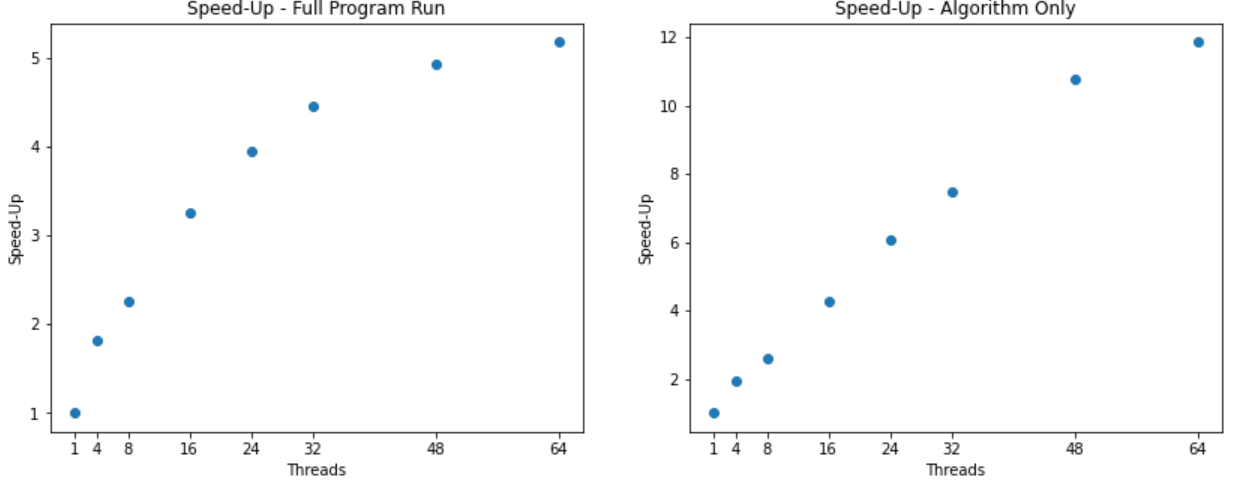 Speed-Up - Full Program Run
5
4
3
2
1
Speed-Up
1 4 8 16 24 32 48 64
Threads
Speed-Up - Algorithm Only
12
10
8
6
4
2
Speed-Up
1 4 8 16 24 32 48 64
Threads